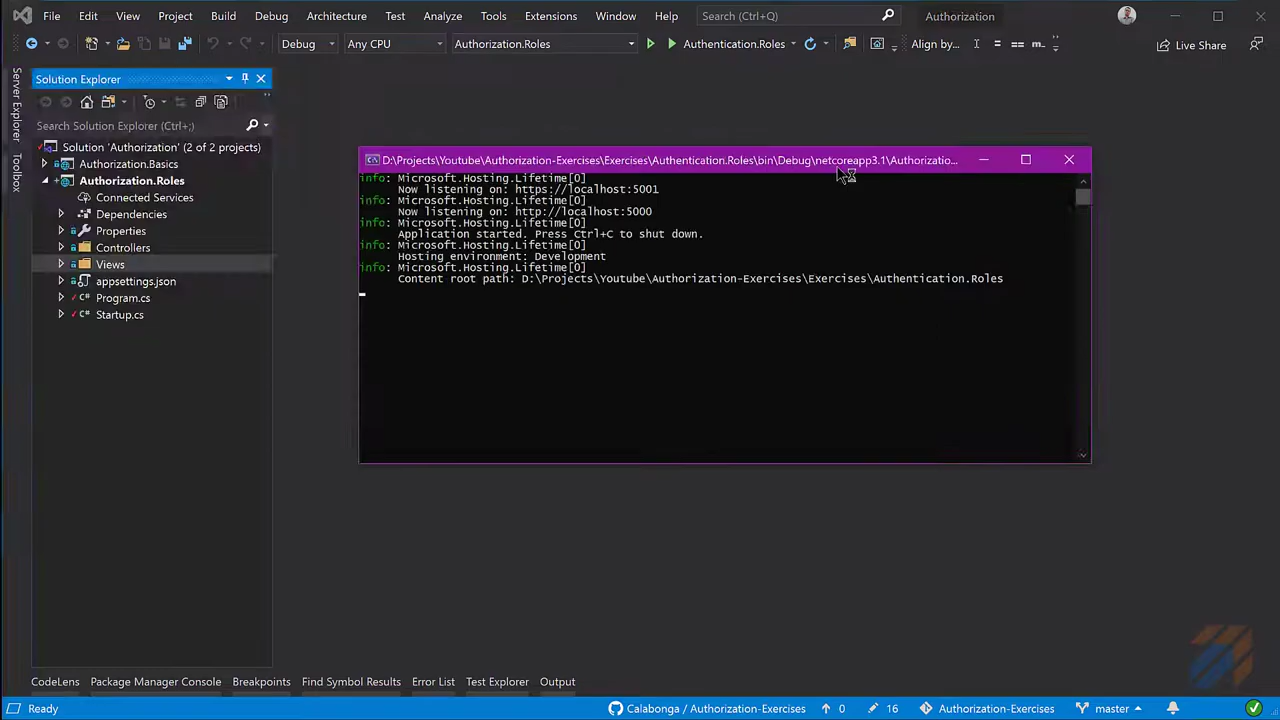 File Edit View Project Build Debug Architecture Test Analyze Tools Extensions Window Help Search (Ctrl+Q) Authorization
Debug Any CPU Authorization.Roles Authentication.Roles Align by... Live Share
Server Explorer
Toolbox
Solution Explorer
Search Solution Explorer (Ctrl+;)
Solution 'Authorization' (2 of 2 projects)
Authorization.Basics
Authorization.Roles
Connected Services
Dependencies
Properties
Controllers
Views
appsettings.json
Program.cs
Startup.cs
D:\Projects\Youtube\Authorization-Exercises\Exercises\Authentication.Roles\bin\Debug\netcoreapp3.1\Authorizatio...
info: Microsoft.Hosting.Lifetime[0]
Now listening on: https://localhost:5001
info: Microsoft.Hosting.Lifetime[0]
Now listening on: http://localhost:5000
info: Microsoft.Hosting.Lifetime[0]
Application started. Press Ctrl+C to shut down.
info: Microsoft.Hosting.Lifetime[0]
Hosting environment: Development
info: Microsoft.Hosting.Lifetime[0]
Content root path: D:\Projects\Youtube\Authorization-Exercises\Exercises\Authentication.Roles
CodeLens Package Manager Console Breakpoints Find Symbol Results Error List Test Explorer Output
Ready Calabonga / Authorization-Exercises 0 16 Authorization-Exercises master